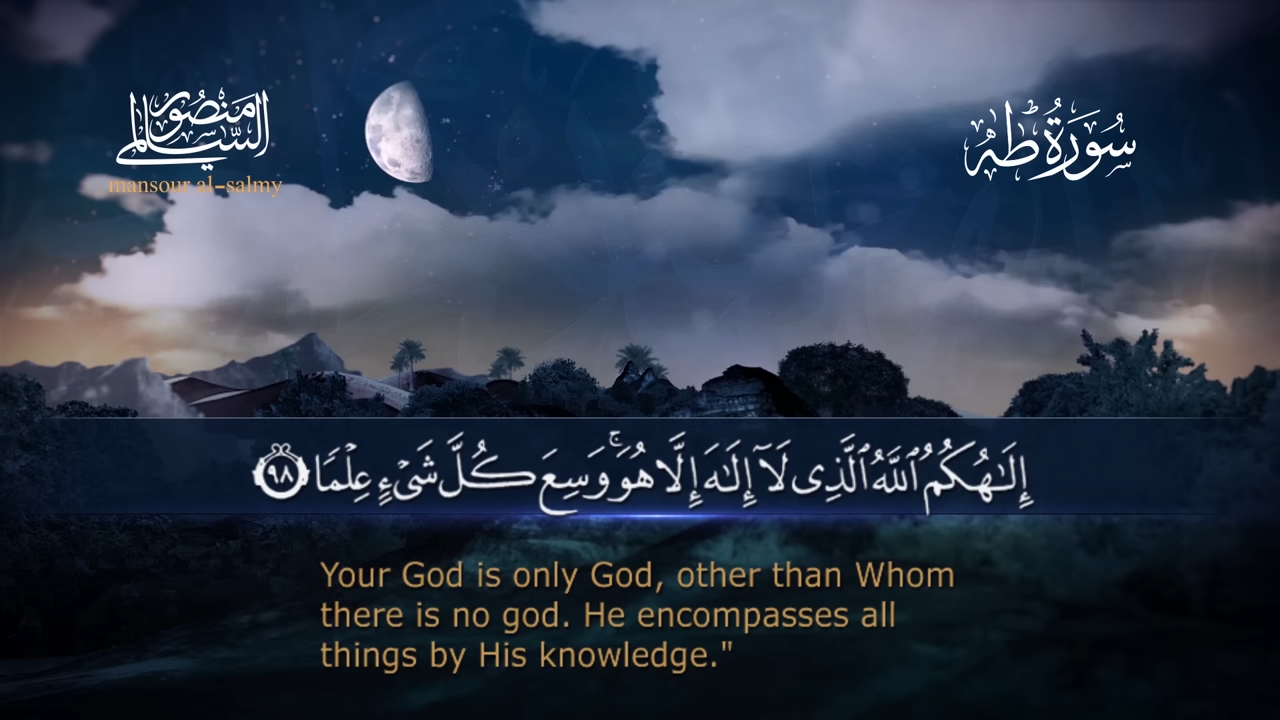 منصور
السالمي
mansour al-salmy
سُورَةُ طه
إِلَٰهُكُمُ ٱللَّهُ ٱلَّذِى لَآ إِلَٰهَ إِلَّا هُوَ ۚ وَسِعَ كُلَّ شَىْءٍ عِلْمًا ٩٨
Your God is only God, other than Whom
there is no god. He encompasses all
things by His knowledge."